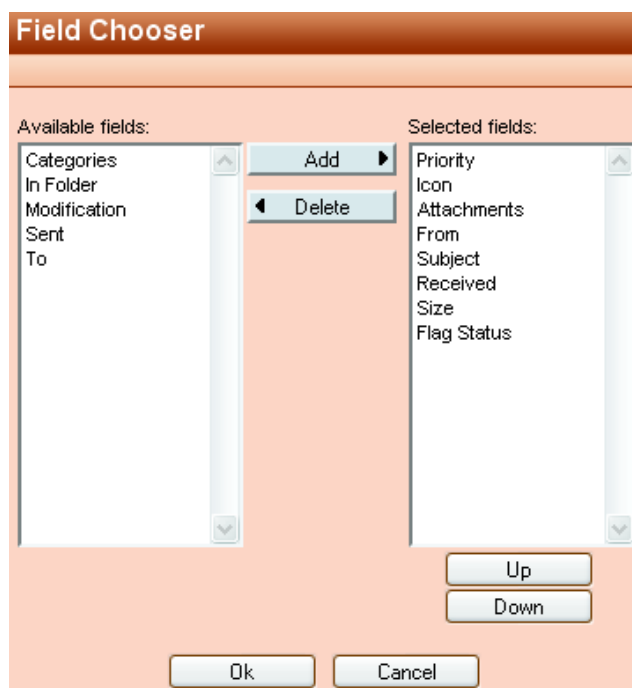 Field Chooser
Available fields:
Categories
In Folder
Modification
Sent
To
Add
Delete
Selected fields:
Priority
Icon
Attachments
From
Subject
Received
Size
Flag Status
Up
Down
Ok
Cancel